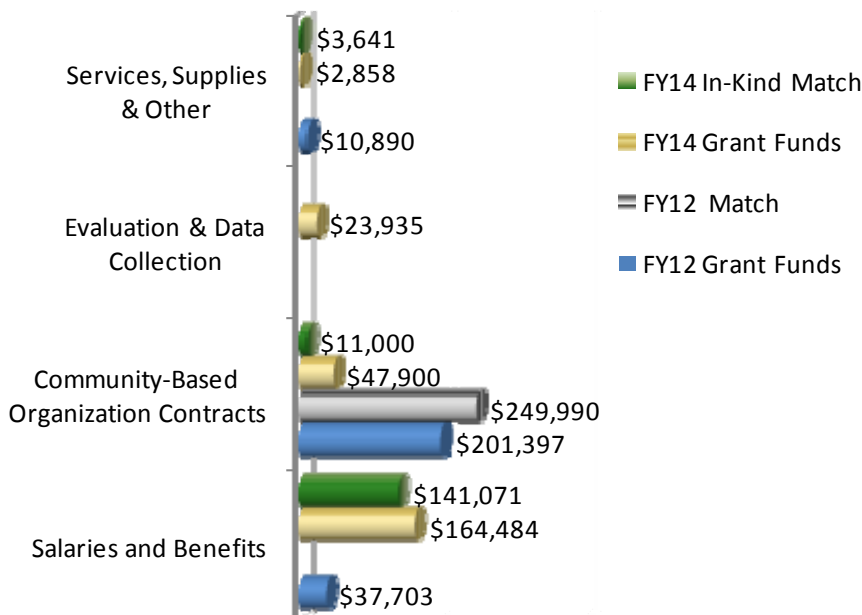 $3,641
Services, Supplies
& Other
$2,858
$10,890
Evaluation & Data
Collection
$23,935
$11,000
Community-Based
Organization Contracts
$47,900
$249,990
$201,397
$141,071
Salaries and Benefits
$164,484
$37,703
FY14 In-Kind Match
FY14 Grant Funds
FY12 Match
FY12 Grant Funds